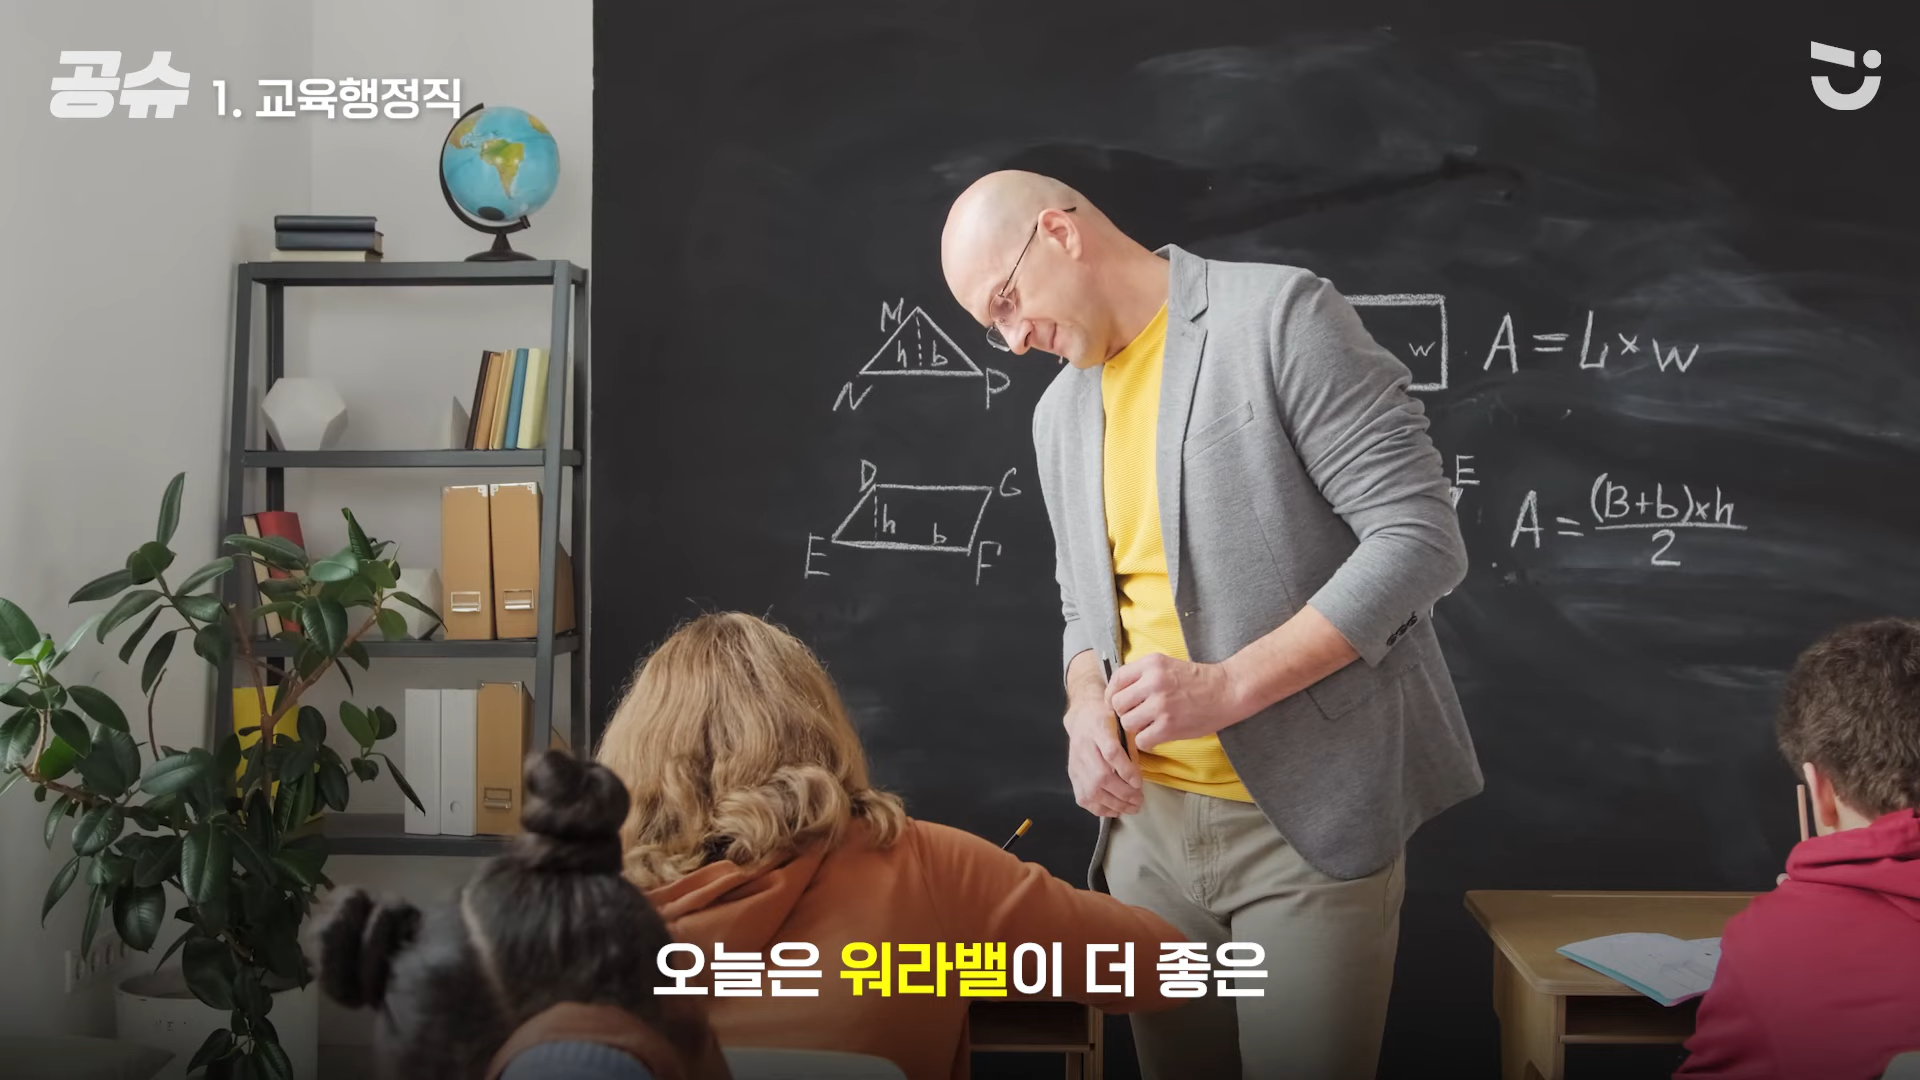 공슈 1. 교육행정직
M
h b
N P
w
A = L × w
D G
h b
E F
E
A = (B+b)×h / 2
오늘은 워라밸이 더 좋은